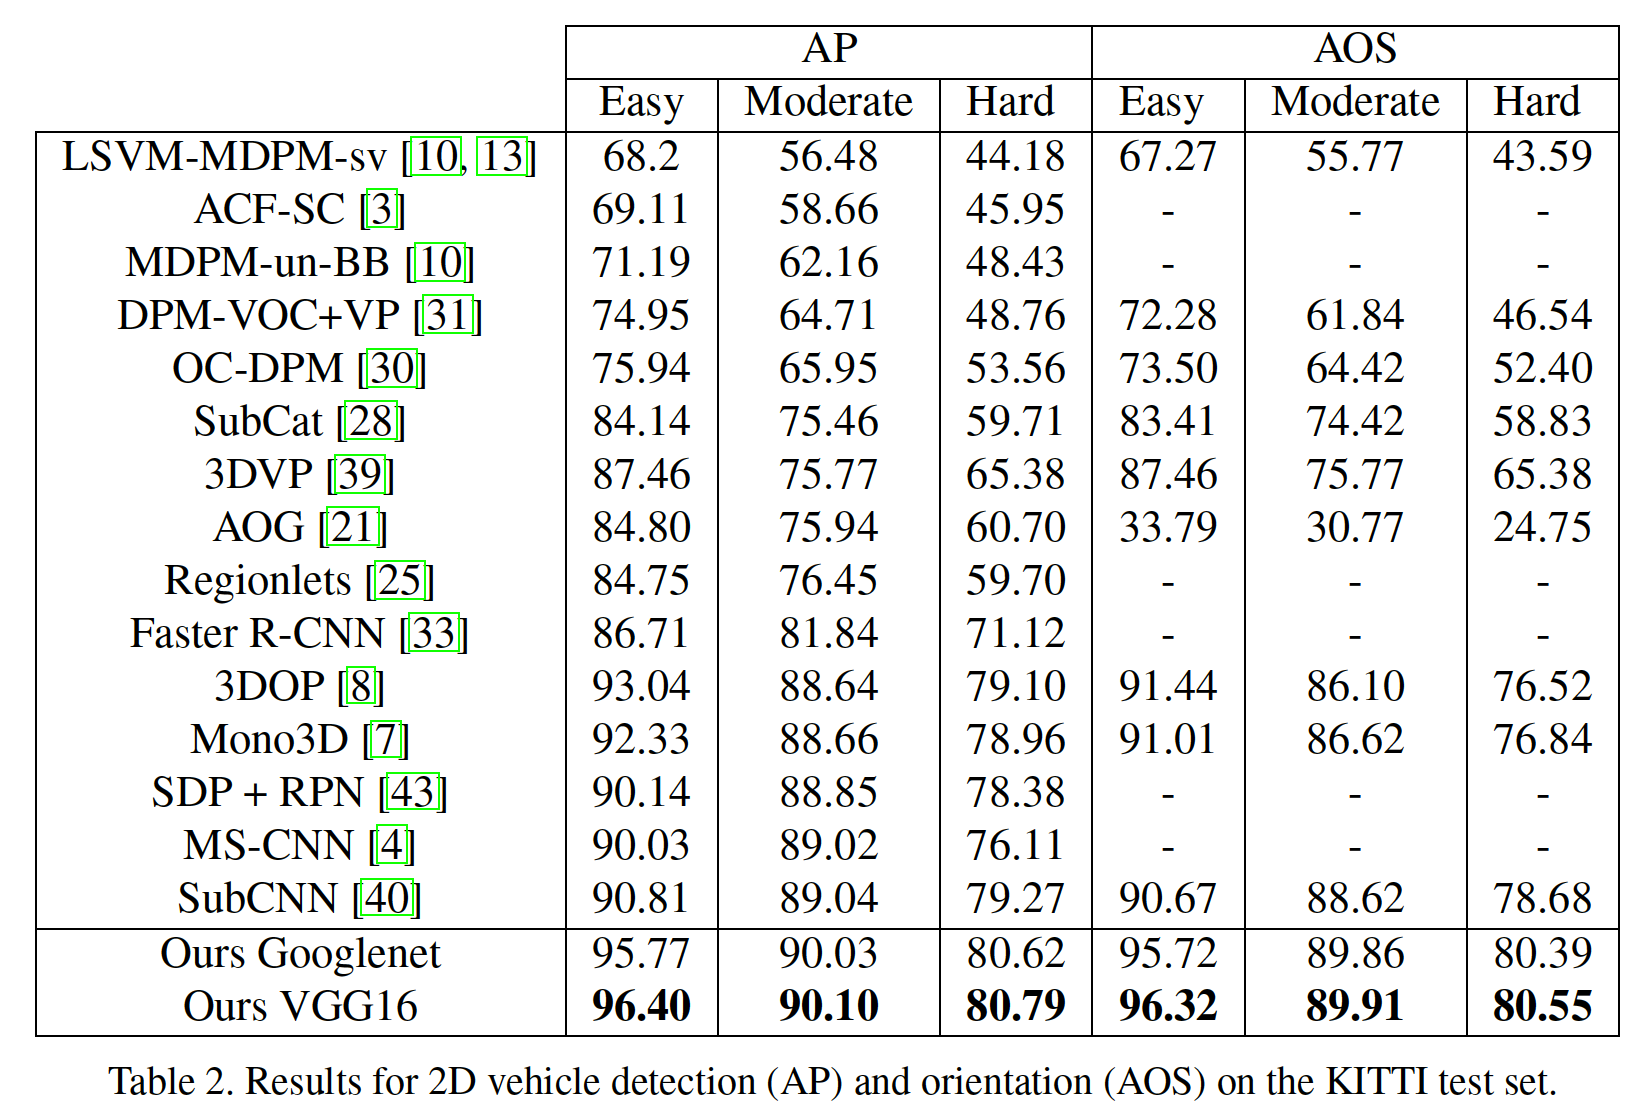 AP AOS
Easy Moderate Hard Easy Moderate Hard
LSVM-MDPM-sv [10, 13] 68.2 56.48 44.18 67.27 55.77 43.59
ACF-SC [3] 69.11 58.66 45.95 - - -
MDPM-un-BB [10] 71.19 62.16 48.43 - - -
DPM-VOC+VP [31] 74.95 64.71 48.76 72.28 61.84 46.54
OC-DPM [30] 75.94 65.95 53.56 73.50 64.42 52.40
SubCat [28] 84.14 75.46 59.71 83.41 74.42 58.83
3DVP [39] 87.46 75.77 65.38 87.46 75.77 65.38
AOG [21] 84.80 75.94 60.70 33.79 30.77 24.75
Regionlets [25] 84.75 76.45 59.70 - - -
Faster R-CNN [33] 86.71 81.84 71.12 - - -
3DOP [8] 93.04 88.64 79.10 91.44 86.10 76.52
Mono3D [7] 92.33 88.66 78.96 91.01 86.62 76.84
SDP + RPN [43] 90.14 88.85 78.38 - - -
MS-CNN [4] 90.03 89.02 76.11 - - -
SubCNN [40] 90.81 89.04 79.27 90.67 88.62 78.68
Ours Googlenet 95.77 90.03 80.62 95.72 89.86 80.39
Ours VGG16 96.40 90.10 80.79 96.32 89.91 80.55
Table 2. Results for 2D vehicle detection (AP) and orientation (AOS) on the KITTI test set.